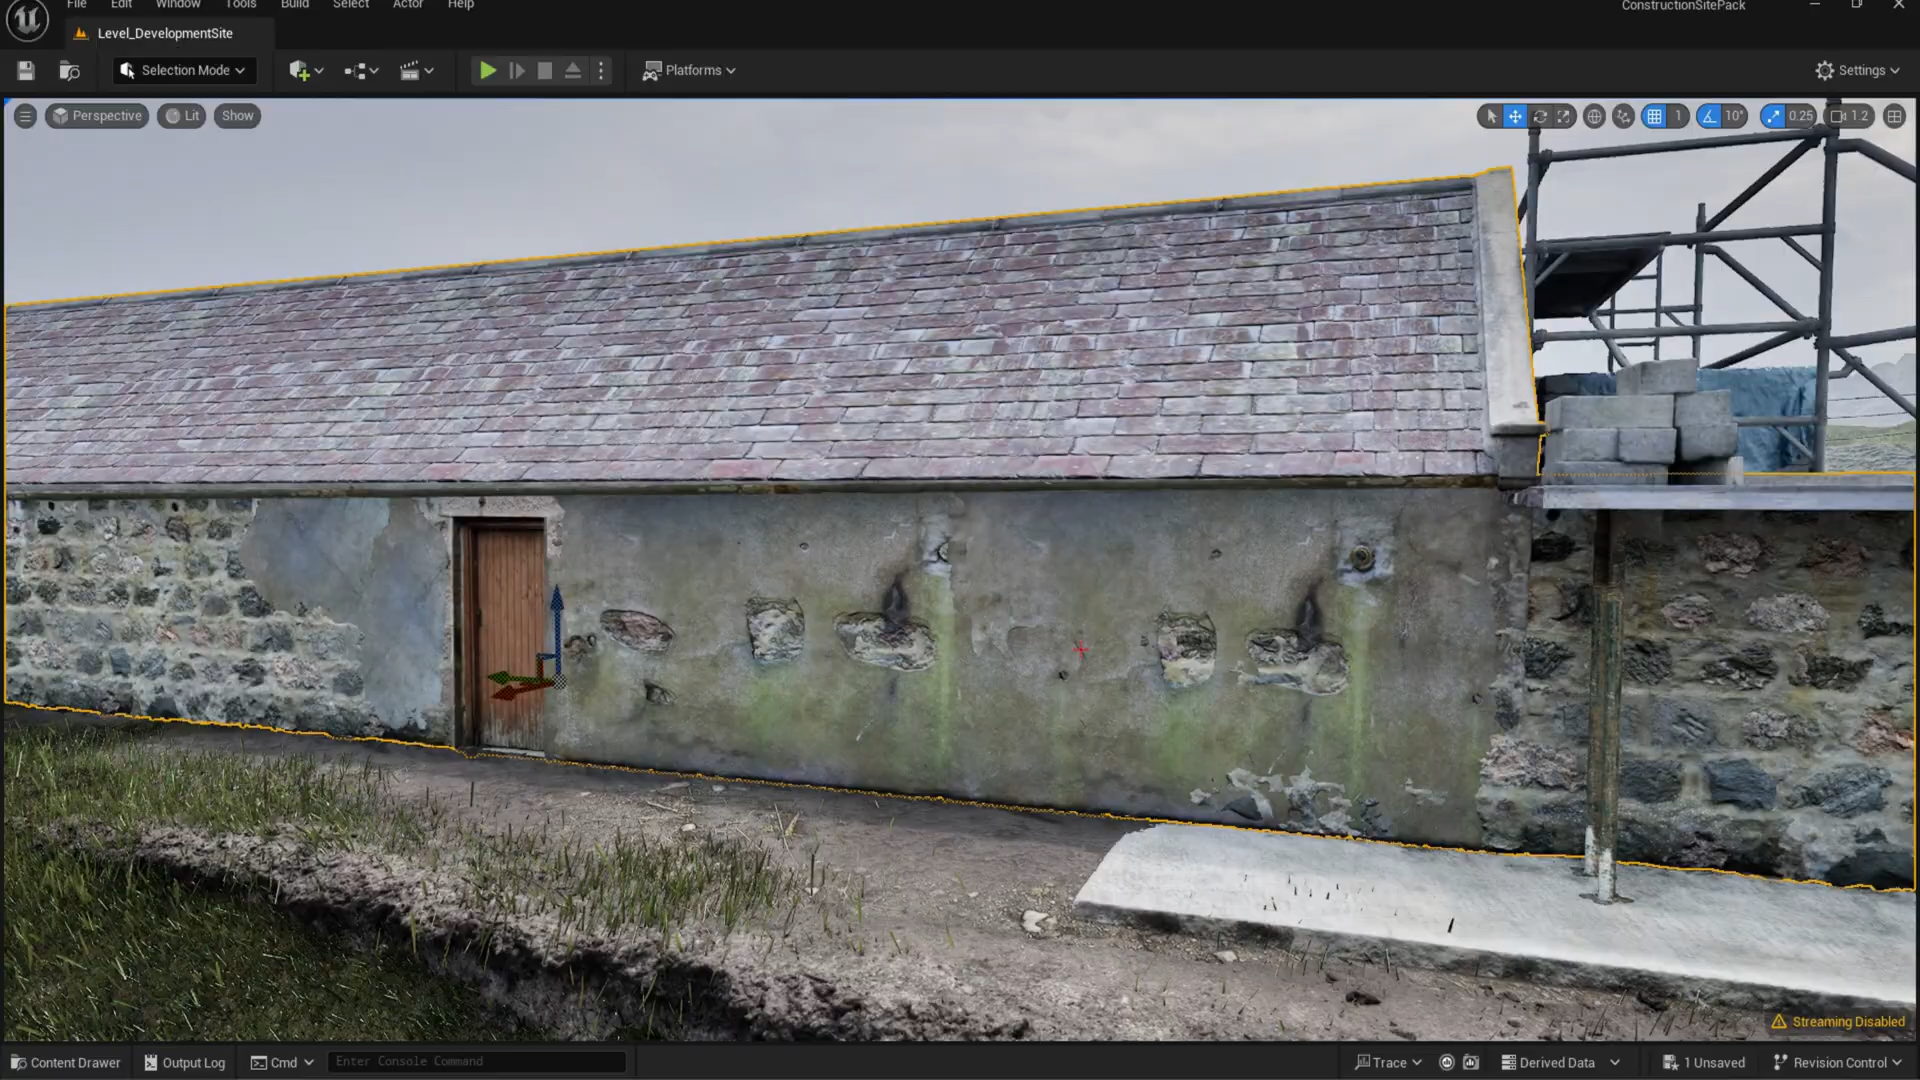 File Edit Window Tools Build Select Actor Help
ConstructionSitePack
Level_DevelopmentSite
Selection Mode
Platforms
Settings
Perspective Lit Show
1 10° 0.25 1.2
Streaming Disabled
Content Drawer Output Log Cmd Enter Console Command
Trace Derived Data 1 Unsaved Revision Control